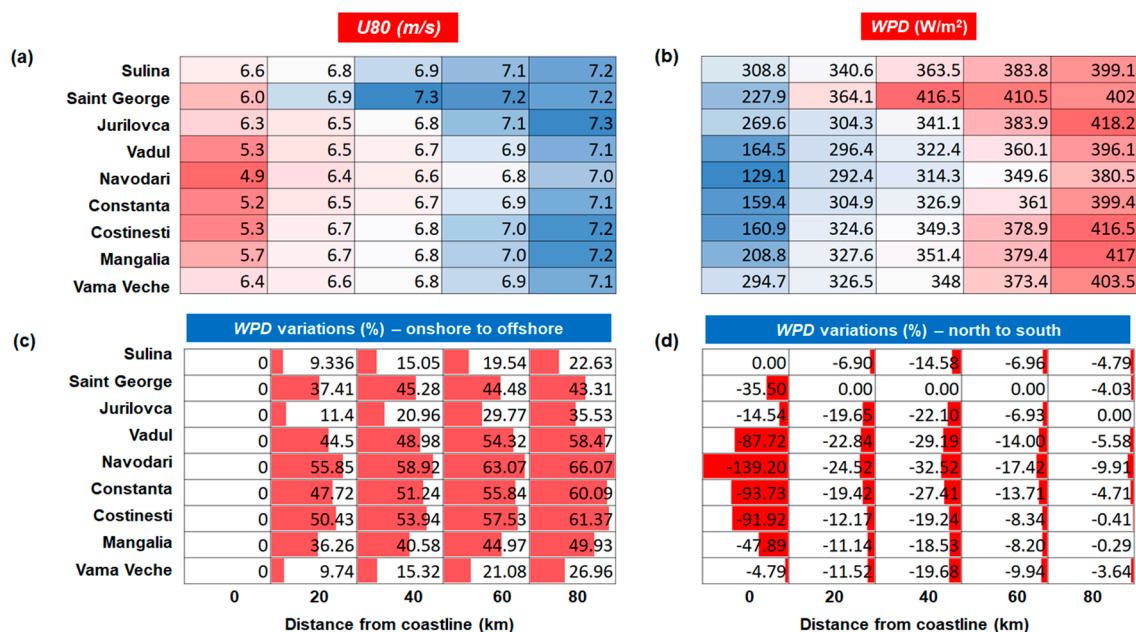 U80 (m/s)
WPD (W/m²)
(a)
Sulina 6.6 6.8 6.9 7.1 7.2
Saint George 6.0 6.9 7.3 7.2 7.2
Jurilovca 6.3 6.5 6.8 7.1 7.3
Vadul 5.3 6.5 6.7 6.9 7.1
Navodari 4.9 6.4 6.6 6.8 7.0
Constanta 5.2 6.5 6.7 6.9 7.1
Costinesti 5.3 6.7 6.8 7.0 7.2
Mangalia 5.7 6.7 6.8 7.0 7.2
Vama Veche 6.4 6.6 6.8 6.9 7.1
(b)
308.8 340.6 363.5 383.8 399.1
227.9 364.1 416.5 410.5 402
269.6 304.3 341.1 383.9 418.2
164.5 296.4 322.4 360.1 396.1
129.1 292.4 314.3 349.6 380.5
159.4 304.9 326.9 361 399.4
160.9 324.6 349.3 378.9 416.5
208.8 327.6 351.4 379.4 417
294.7 326.5 348 373.4 403.5
WPD variations (%) – onshore to offshore
(c)
Sulina 0 9.336 15.05 19.54 22.63
Saint George 0 37.41 45.28 44.48 43.31
Jurilovca 0 11.4 20.96 29.77 35.53
Vadul 0 44.5 48.98 54.32 58.47
Navodari 0 55.85 58.92 63.07 66.07
Constanta 0 47.72 51.24 55.84 60.09
Costinesti 0 50.43 53.94 57.53 61.37
Mangalia 0 36.26 40.58 44.97 49.93
Vama Veche 0 9.74 15.32 21.08 26.96
0 20 40 60 80
Distance from coastline (km)
WPD variations (%) – north to south
(d)
0.00 -6.90 -14.58 -6.96 -4.79
-35.50 0.00 0.00 0.00 -4.03
-14.54 -19.65 -22.10 -6.93 0.00
-87.72 -22.84 -29.19 -14.00 -5.58
-139.20 -24.52 -32.52 -17.42 -9.91
-93.73 -19.42 -27.41 -13.71 -4.71
-91.92 -12.17 -19.24 -8.34 -0.41
-47.89 -11.14 -18.53 -8.20 -0.29
-4.79 -11.52 -19.68 -9.94 -3.64
0 20 40 60 80
Distance from coastline (km)